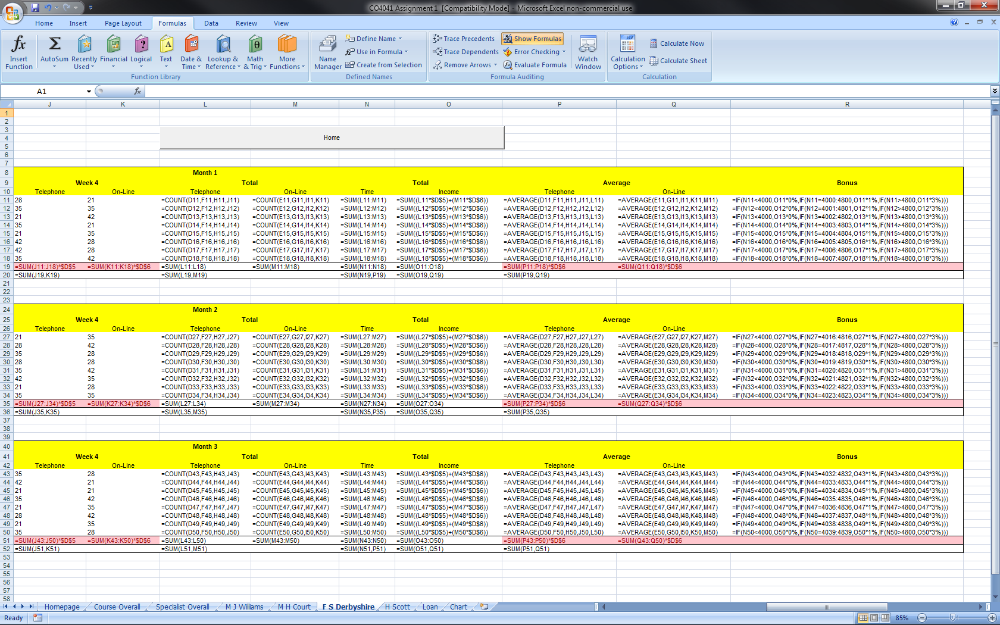 CO4041 Assignment 1 [Compatibility Mode] - Microsoft Excel non-commercial use
Home Insert Page Layout Formulas Data Review View
Insert Function
AutoSum
Recently Used
Financial
Logical
Text
Date & Time
Lookup & Reference
Math & Trig
More Functions
Function Library
Name Manager
Define Name
Use in Formula
Create from Selection
Defined Names
Trace Precedents
Trace Dependents
Remove Arrows
Show Formulas
Error Checking
Evaluate Formula
Formula Auditing
Watch Window
Calculation Options
Calculate Now
Calculate Sheet
Calculation
A1 fx
J K L M N O P Q R
1
2
3
4 Home
5
6
7
8 Month 1
9 Week 4 Total Total Average Bonus
10 Telephone On-Line Telephone On-Line Time Income Telephone On-Line
11 28 21 =COUNT(D11,F11,H11,J11) =COUNT(E11,G11,I11,K11) =SUM(L11:M11) =SUM((L11*$D$5)+(M11*$D$6)) =AVERAGE(D11,F11,H11,J11,L11) =AVERAGE(E11,G11,I11,K11,M11) =IF(N11<4000,O11*0%,IF(N11=4000:4800,O11*1%,IF(N11>4800,O11*3%)))
12 35 35 =COUNT(D12,F12,H12,J12) =COUNT(E12,G12,I12,K12) =SUM(L12:M12) =SUM((L12*$D$5)+(M12*$D$6)) =AVERAGE(D12,F12,H12,J12,L12) =AVERAGE(E12,G12,I12,K12,M12) =IF(N12<4000,O12*0%,IF(N12=4001:4801,O12*1%,IF(N12>4800,O12*3%)))
13 21 42 =COUNT(D13,F13,H13,J13) =COUNT(E13,G13,I13,K13) =SUM(L13:M13) =SUM((L13*$D$5)+(M13*$D$6)) =AVERAGE(D13,F13,H13,J13,L13) =AVERAGE(E13,G13,I13,K13,M13) =IF(N13<4000,O13*0%,IF(N13=4002:4802,O13*1%,IF(N13>4800,O13*3%)))
14 35 21 =COUNT(D14,F14,H14,J14) =COUNT(E14,G14,I14,K14) =SUM(L14:M14) =SUM((L14*$D$5)+(M14*$D$6)) =AVERAGE(D14,F14,H14,J14,L14) =AVERAGE(E14,G14,I14,K14,M14) =IF(N14<4000,O14*0%,IF(N14=4003:4803,O14*1%,IF(N14>4800,O14*3%)))
15 21 35 =COUNT(D15,F15,H15,J15) =COUNT(E15,G15,I15,K15) =SUM(L15:M15) =SUM((L15*$D$5)+(M15*$D$6)) =AVERAGE(D15,F15,H15,J15,L15) =AVERAGE(E15,G15,I15,K15,M15) =IF(N15<4000,O15*0%,IF(N15=4004:4804,O15*1%,IF(N15>4800,O15*3%)))
16 42 28 =COUNT(D16,F16,H16,J16) =COUNT(E16,G16,I16,K16) =SUM(L16:M16) =SUM((L16*$D$5)+(M16*$D$6)) =AVERAGE(D16,F16,H16,J16,L16) =AVERAGE(E16,G16,I16,K16,M16) =IF(N16<4000,O16*0%,IF(N16=4005:4805,O16*1%,IF(N16>4800,O16*3%)))
17 42 28 =COUNT(D17,F17,H17,J17) =COUNT(E17,G17,I17,K17) =SUM(L17:M17) =SUM((L17*$D$5)+(M17*$D$6)) =AVERAGE(D17,F17,H17,J17,L17) =AVERAGE(E17,G17,I17,K17,M17) =IF(N17<4000,O17*0%,IF(N17=4006:4806,O17*1%,IF(N17>4800,O17*3%)))
18 35 42 =COUNT(D18,F18,H18,J18) =COUNT(E18,G18,I18,K18) =SUM(L18:M18) =SUM((L18*$D$5)+(M18*$D$6)) =AVERAGE(D18,F18,H18,J18,L18) =AVERAGE(E18,G18,I18,K18,M18) =IF(N18<4000,O18*0%,IF(N18=4007:4807,O18*1%,IF(N18>4800,O18*3%)))
19 =SUM(J11:J18)*$D$5 =SUM(K11:K18)*$D$6 =SUM(L11:L18) =SUM(M11:M18) =SUM(N11:N18) =SUM(O11:O18) =SUM(P11:P18)*$D$6 =SUM(Q11:Q18)*$D$6
20 =SUM(J19,K19) =SUM(L19,M19) =SUM(N19,P19) =SUM(O19,Q19) =SUM(P19,Q19)
21
22
23
24 Month 2
25 Week 4 Total Total Average Bonus
26 Telephone On-Line Telephone On-Line Time Income Telephone On-Line
27 21 35 =COUNT(D27,F27,H27,J27) =COUNT(E27,G27,I27,K27) =SUM(L27:M27) =SUM((L27*$D$5)+(M27*$D$6)) =AVERAGE(D27,F27,H27,J27,L27) =AVERAGE(E27,G27,I27,K27,M27) =IF(N27<4000,O27*0%,IF(N27=4016:4816,O27*1%,IF(N27>4800,O27*3%)))
28 28 42 =COUNT(D28,F28,H28,J28) =COUNT(E28,G28,I28,K28) =SUM(L28:M28) =SUM((L28*$D$5)+(M28*$D$6)) =AVERAGE(D28,F28,H28,J28,L28) =AVERAGE(E28,G28,I28,K28,M28) =IF(N28<4000,O28*0%,IF(N28=4017:4817,O28*1%,IF(N28>4800,O28*3%)))
29 35 28 =COUNT(D29,F29,H29,J29) =COUNT(E29,G29,I29,K29) =SUM(L29:M29) =SUM((L29*$D$5)+(M29*$D$6)) =AVERAGE(D29,F29,H29,J29,L29) =AVERAGE(E29,G29,I29,K29,M29) =IF(N29<4000,O29*0%,IF(N29=4018:4818,O29*1%,IF(N29>4800,O29*3%)))
30 28 28 =COUNT(D30,F30,H30,J30) =COUNT(E30,G30,I30,K30) =SUM(L30:M30) =SUM((L30*$D$5)+(M30*$D$6)) =AVERAGE(D30,F30,H30,J30,L30) =AVERAGE(E30,G30,I30,K30,M30) =IF(N30<4000,O30*0%,IF(N30=4019:4819,O30*1%,IF(N30>4800,O30*3%)))
31 35 42 =COUNT(D31,F31,H31,J31) =COUNT(E31,G31,I31,K31) =SUM(L31:M31) =SUM((L31*$D$5)+(M31*$D$6)) =AVERAGE(D31,F31,H31,J31,L31) =AVERAGE(E31,G31,I31,K31,M31) =IF(N31<4000,O31*0%,IF(N31=4020:4820,O31*1%,IF(N31>4800,O31*3%)))
32 42 35 =COUNT(D32,F32,H32,J32) =COUNT(E32,G32,I32,K32) =SUM(L32:M32) =SUM((L32*$D$5)+(M32*$D$6)) =AVERAGE(D32,F32,H32,J32,L32) =AVERAGE(E32,G32,I32,K32,M32) =IF(N32<4000,O32*0%,IF(N32=4021:4821,O32*1%,IF(N32>4800,O32*3%)))
33 21 28 =COUNT(D33,F33,H33,J33) =COUNT(E33,G33,I33,K33) =SUM(L33:M33) =SUM((L33*$D$5)+(M33*$D$6)) =AVERAGE(D33,F33,H33,J33,L33) =AVERAGE(E33,G33,I33,K33,M33) =IF(N33<4000,O33*0%,IF(N33=4022:4822,O33*1%,IF(N33>4800,O33*3%)))
34 35 35 =COUNT(D34,F34,H34,J34) =COUNT(E34,G34,I34,K34) =SUM(L34:M34) =SUM((L34*$D$5)+(M34*$D$6)) =AVERAGE(D34,F34,H34,J34,L34) =AVERAGE(E34,G34,I34,K34,M34) =IF(N34<4000,O34*0%,IF(N34=4023:4823,O34*1%,IF(N34>4800,O34*3%)))
35 =SUM(J27:J34)*$D$5 =SUM(K27:K34)*$D$6 =SUM(L27:L34) =SUM(M27:M34) =SUM(N27:N34) =SUM(O27:O34) =SUM(P27:P34)*$D$6 =SUM(Q27:Q34)*$D$6
36 =SUM(J35,K35) =SUM(L35,M35) =SUM(N35,P35) =SUM(O35,Q35) =SUM(P35,Q35)
37
38
39
40 Month 3
41 Week 4 Total Total Average Bonus
42 Telephone On-Line Telephone On-Line Time Income Telephone On-Line
43 35 28 =COUNT(D43,F43,H43,J43) =COUNT(E43,G43,I43,K43) =SUM(L43:M43) =SUM((L43*$D$5)+(M43*$D$6)) =AVERAGE(D43,F43,H43,J43,L43) =AVERAGE(E43,G43,I43,K43,M43) =IF(N43<4000,O43*0%,IF(N43=4032:4832,O43*1%,IF(N43>4800,O43*3%)))
44 42 21 =COUNT(D44,F44,H44,J44) =COUNT(E44,G44,I44,K44) =SUM(L44:M44) =SUM((L44*$D$5)+(M44*$D$6)) =AVERAGE(D44,F44,H44,J44,L44) =AVERAGE(E44,G44,I44,K44,M44) =IF(N44<4000,O44*0%,IF(N44=4033:4833,O44*1%,IF(N44>4800,O44*3%)))
45 21 21 =COUNT(D45,F45,H45,J45) =COUNT(E45,G45,I45,K45) =SUM(L45:M45) =SUM((L45*$D$5)+(M45*$D$6)) =AVERAGE(D45,F45,H45,J45,L45) =AVERAGE(E45,G45,I45,K45,M45) =IF(N45<4000,O45*0%,IF(N45=4034:4834,O45*1%,IF(N45>4800,O45*3%)))
46 35 42 =COUNT(D46,F46,H46,J46) =COUNT(E46,G46,I46,K46) =SUM(L46:M46) =SUM((L46*$D$5)+(M46*$D$6)) =AVERAGE(D46,F46,H46,J46,L46) =AVERAGE(E46,G46,I46,K46,M46) =IF(N46<4000,O46*0%,IF(N46=4035:4835,O46*1%,IF(N46>4800,O46*3%)))
47 21 35 =COUNT(D47,F47,H47,J47) =COUNT(E47,G47,I47,K47) =SUM(L47:M47) =SUM((L47*$D$5)+(M47*$D$6)) =AVERAGE(D47,F47,H47,J47,L47) =AVERAGE(E47,G47,I47,K47,M47) =IF(N47<4000,O47*0%,IF(N47=4036:4836,O47*1%,IF(N47>4800,O47*3%)))
48 28 42 =COUNT(D48,F48,H48,J48) =COUNT(E48,G48,I48,K48) =SUM(L48:M48) =SUM((L48*$D$5)+(M48*$D$6)) =AVERAGE(D48,F48,H48,J48,L48) =AVERAGE(E48,G48,I48,K48,M48) =IF(N48<4000,O48*0%,IF(N48=4037:4837,O48*1%,IF(N48>4800,O48*3%)))
49 21 35 =COUNT(D49,F49,H49,J49) =COUNT(E49,G49,I49,K49) =SUM(L49:M49) =SUM((L49*$D$5)+(M49*$D$6)) =AVERAGE(D49,F49,H49,J49,L49) =AVERAGE(E49,G49,I49,K49,M49) =IF(N49<4000,O49*0%,IF(N49=4038:4838,O49*1%,IF(N49>4800,O49*3%)))
50 35 28 =COUNT(D50,F50,H50,J50) =COUNT(E50,G50,I50,K50) =SUM(L50:M50) =SUM((L50*$D$5)+(M50*$D$6)) =AVERAGE(D50,F50,H50,J50,L50) =AVERAGE(E50,G50,I50,K50,M50) =IF(N50<4000,O50*0%,IF(N50=4039:4839,O50*1%,IF(N50>4800,O50*3%)))
51 =SUM(J43:J50)*$D$5 =SUM(K43:K50)*$D$6 =SUM(L43:L50) =SUM(M43:M50) =SUM(N43:N50) =SUM(O43:O50) =SUM(P43:P50)*$D$6 =SUM(Q43:Q50)*$D$6
52 =SUM(J51,K51) =SUM(L51,M51) =SUM(N51,P51) =SUM(O51,Q51) =SUM(P51,Q51)
53
54
55
56
57
58
Homepage Course Overall Specialist Overall M J Williams M H Court F S Derbyshire H Scott Loan Chart
Ready 85%